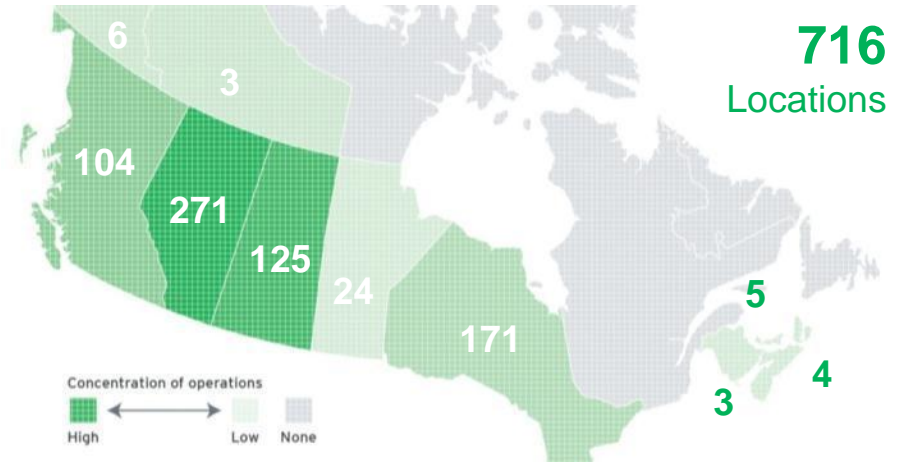 716
Locations
6
3
104
271
125
24
171
5
4
3
Concentration of operations
High
Low
None